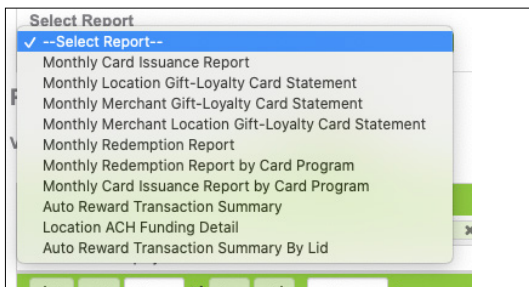 Select Report
✓ --Select Report--
Monthly Card Issuance Report
Monthly Location Gift-Loyalty Card Statement
Monthly Merchant Gift-Loyalty Card Statement
Monthly Merchant Location Gift-Loyalty Card Statement
Monthly Redemption Report
Monthly Redemption Report by Card Program
Monthly Card Issuance Report by Card Program
Auto Reward Transaction Summary
Location ACH Funding Detail
Auto Reward Transaction Summary By Lid